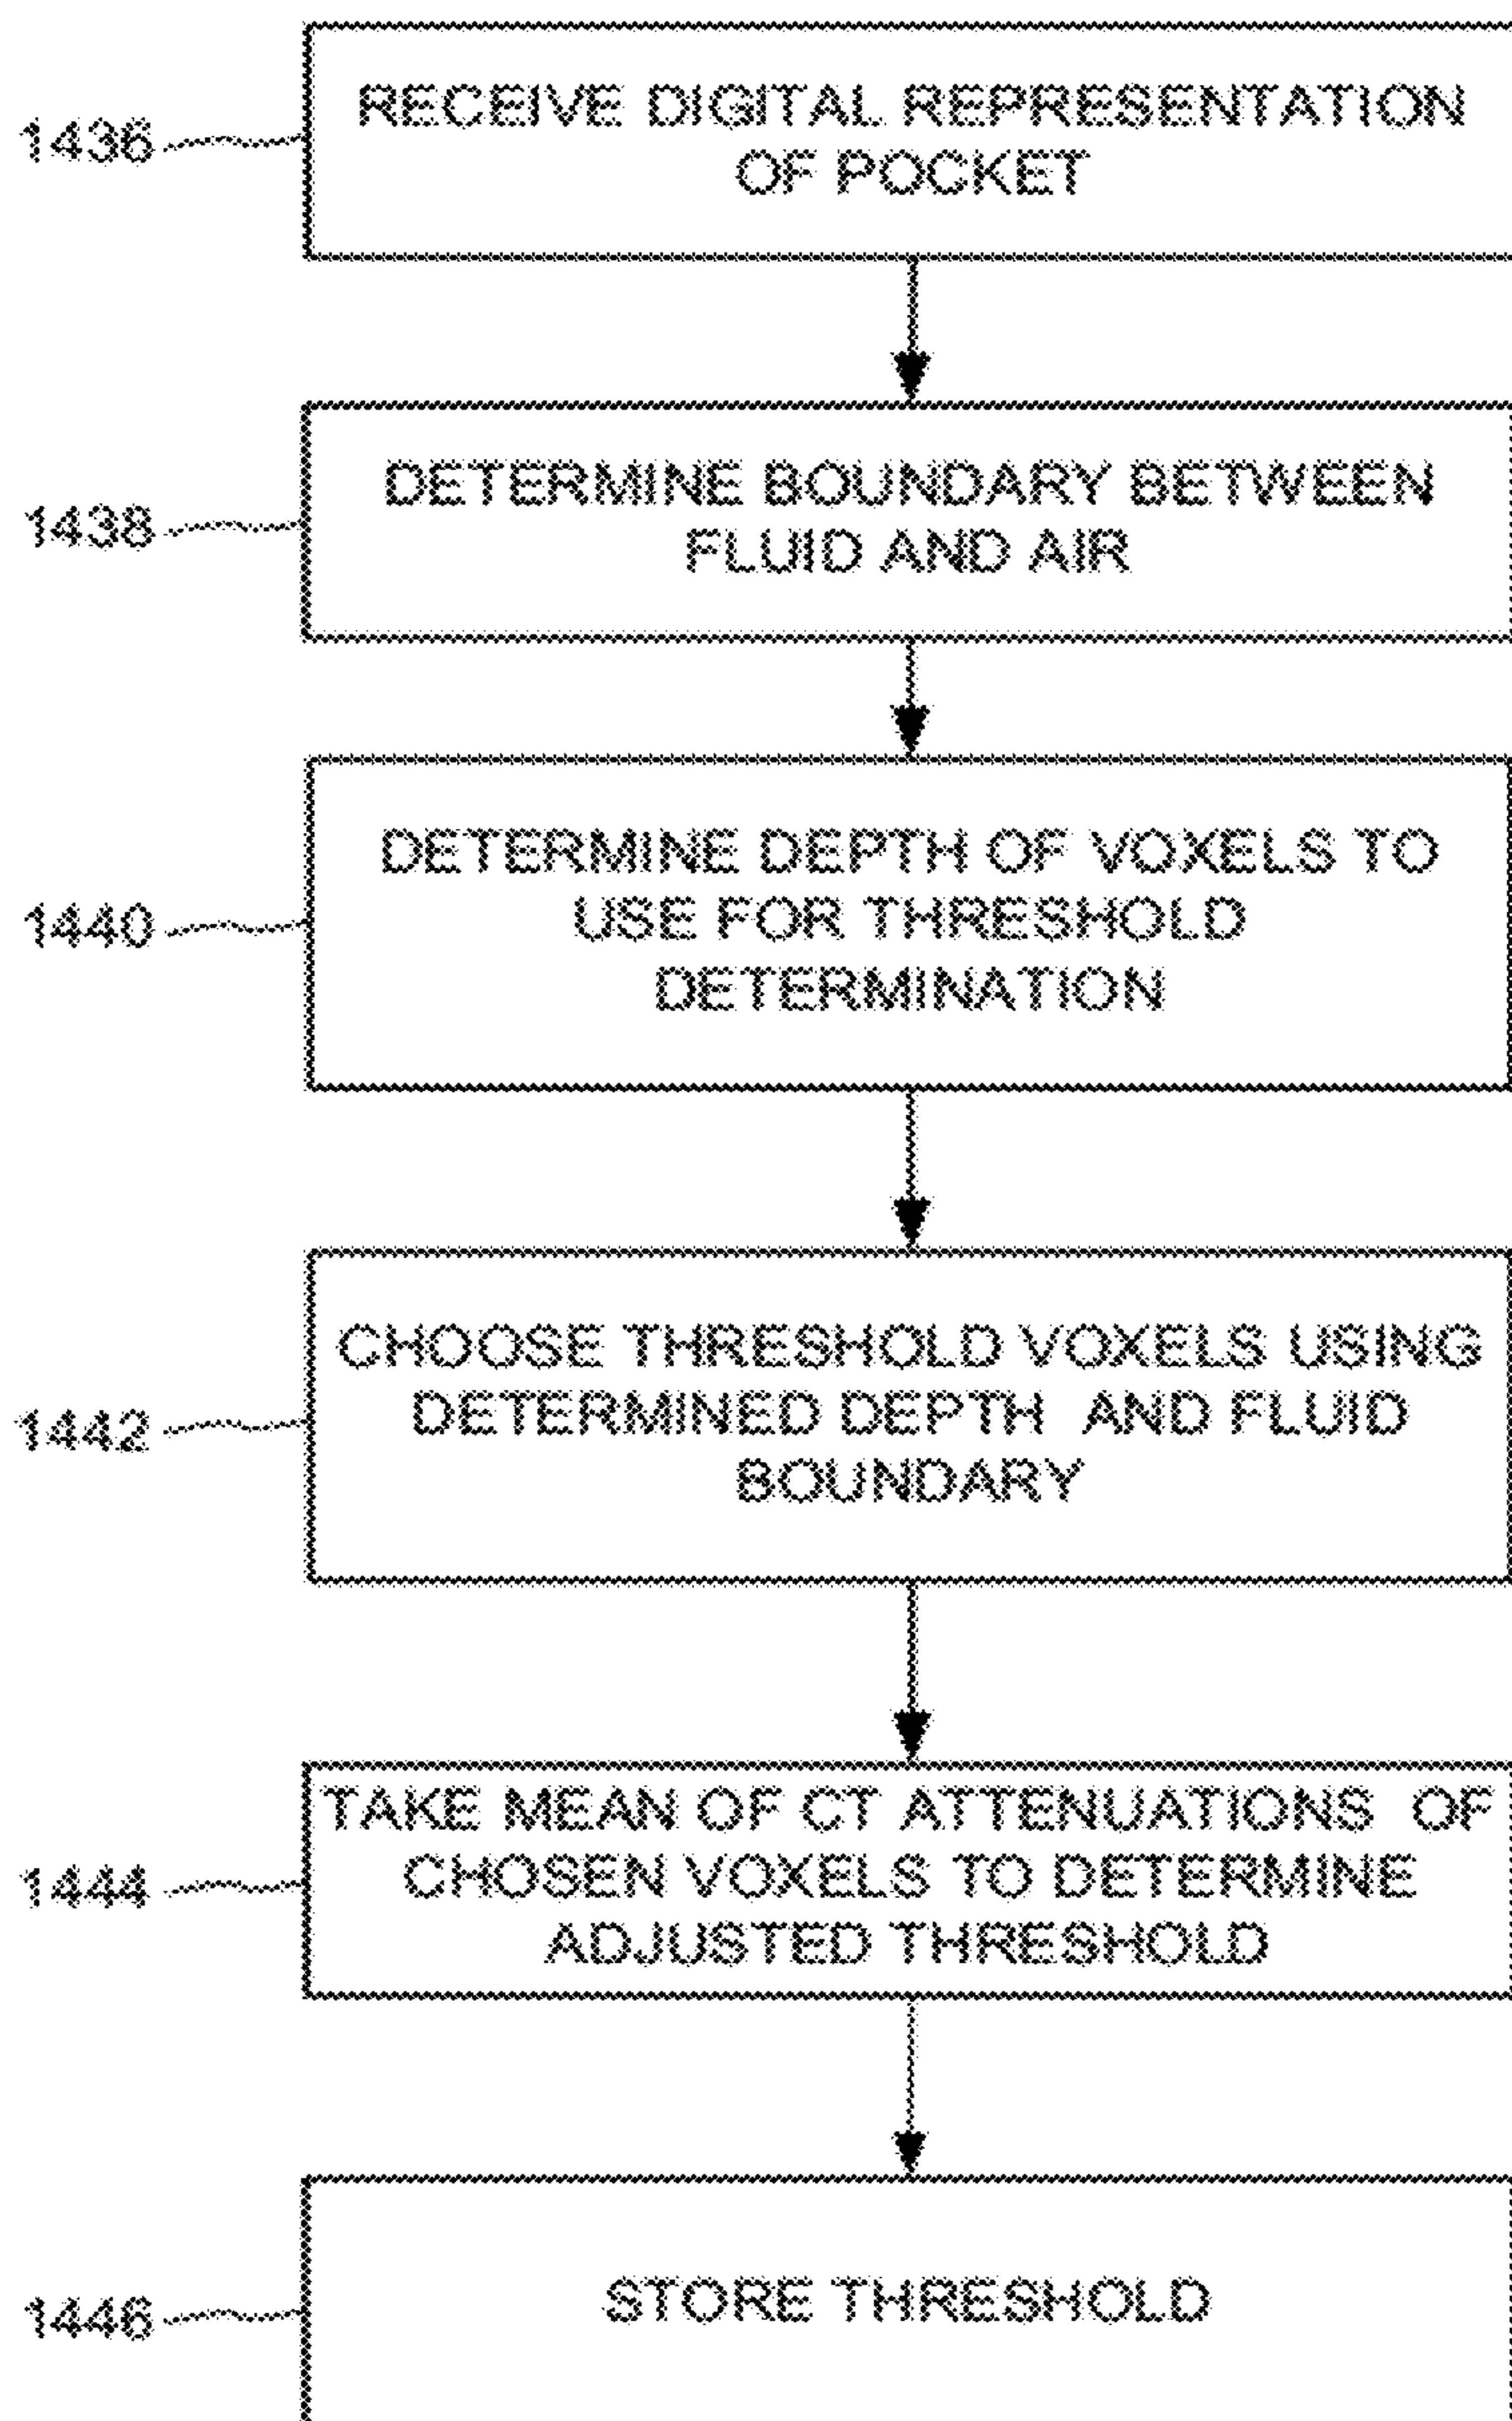 1436
RECEIVE DIGITAL REPRESENTATION
OF POCKET
1438
DETERMINE BOUNDARY BETWEEN
FLUID AND AIR
1440
DETERMINE DEPTH OF VOXELS TO
USE FOR THRESHOLD
DETERMINATION
1442
CHOOSE THRESHOLD VOXELS USING
DETERMINED DEPTH AND FLUID
BOUNDARY
1444
TAKE MEAN OF CT ATTENUATIONS OF
CHOSEN VOXELS TO DETERMINE
ADJUSTED THRESHOLD
1446
STORE THRESHOLD